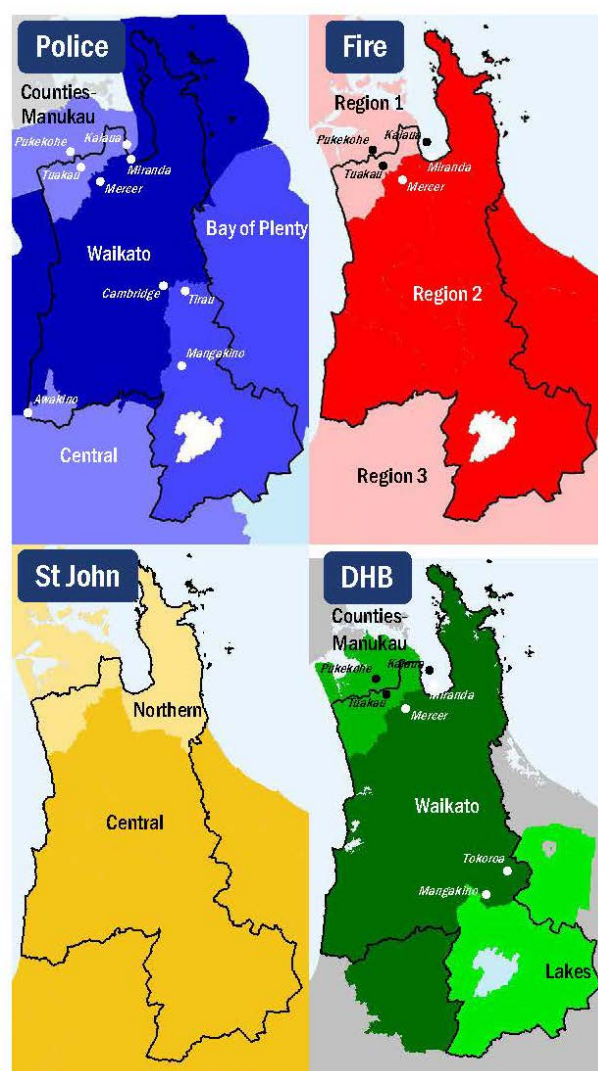 Police
Counties-
Manukau
Pukekohe
Kaiaua
Tuakau
Miranda
Mercer
Bay of Plenty
Waikato
Cambridge
Tirau
Mangakino
Awakino
Central
Fire
Region 1
Pukekohe
Kaiaua
Tuakau
Miranda
Mercer
Region 2
Region 3
St John
Northern
Central
DHB
Counties-
Manukau
Pukekohe
Kaiaua
Tuakau
Miranda
Mercer
Waikato
Tokoroa
Mangakino
Lakes